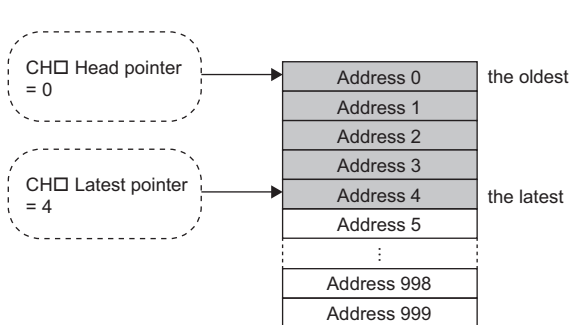 CH□ Head pointer
= 0
Address 0
the oldest
Address 1
Address 2
Address 3
CH□ Latest pointer
= 4
Address 4
the latest
Address 5
⋮
Address 998
Address 999